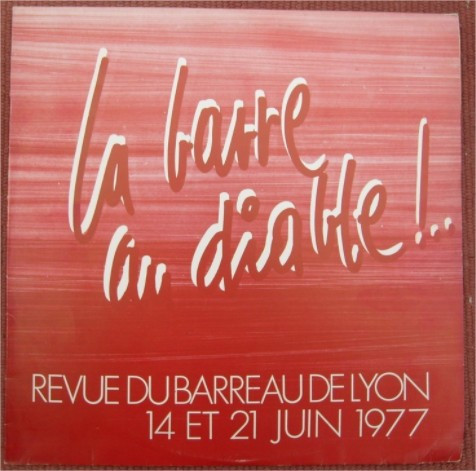 la barre
au diable!..
REVUE DU BARREAU DE LYON
14 ET 21 JUIN 1977